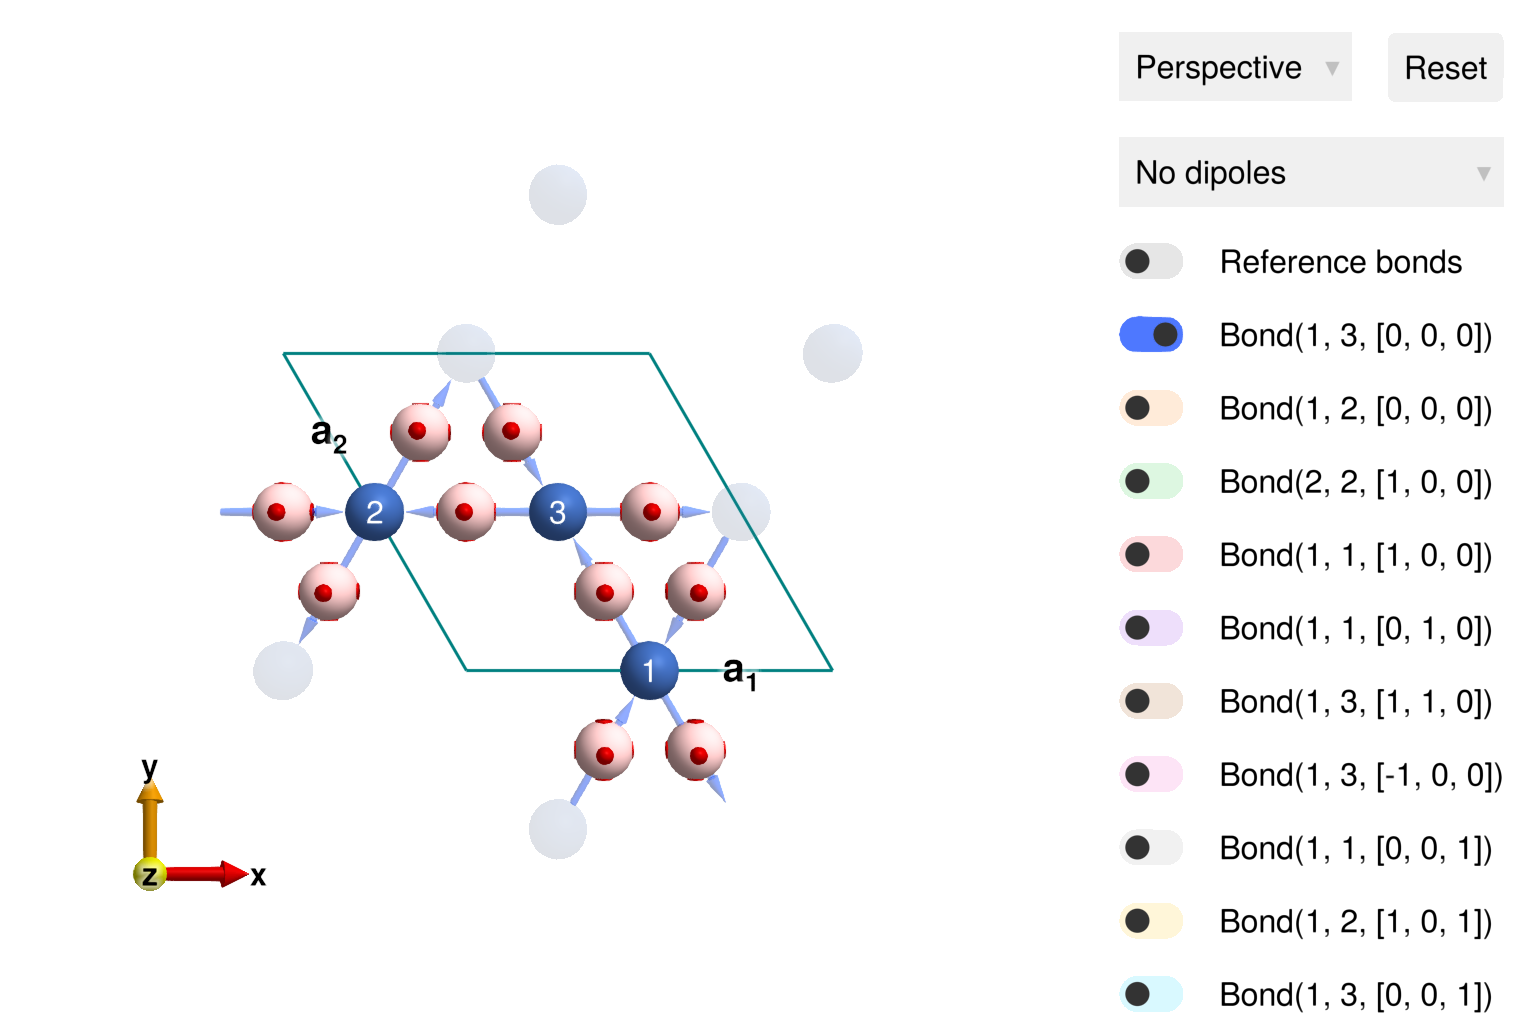 Perspective ▼
Reset
No dipoles ▼
Reference bonds
Bond(1, 3, [0, 0, 0])
Bond(1, 2, [0, 0, 0])
Bond(2, 2, [1, 0, 0])
Bond(1, 1, [1, 0, 0])
Bond(1, 1, [0, 1, 0])
Bond(1, 3, [1, 1, 0])
Bond(1, 3, [-1, 0, 0])
Bond(1, 1, [0, 0, 1])
Bond(1, 2, [1, 0, 1])
Bond(1, 3, [0, 0, 1])
a2
2
3
1
a1
y
z
x